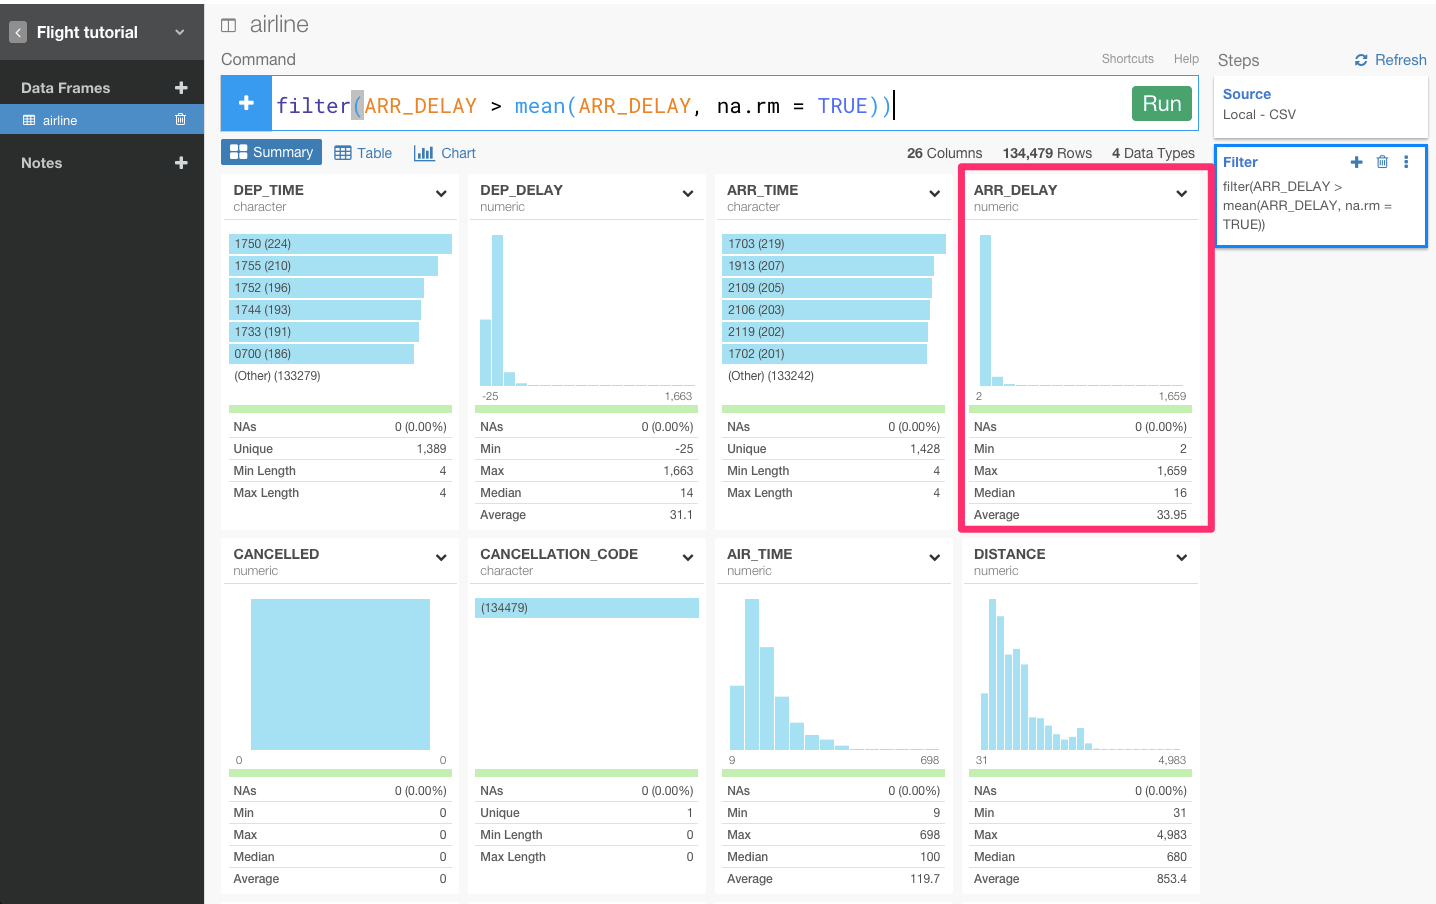 Flight tutorial
Data Frames
airline
Notes
airline
Command
Shortcuts Help
filter(ARR_DELAY > mean(ARR_DELAY, na.rm = TRUE))
Run
Summary Table Chart
26 Columns 134,479 Rows 4 Data Types
DEP_TIME
character
1750 (224)
1755 (210)
1752 (196)
1744 (193)
1733 (191)
0700 (186)
(Other) (133279)
NAs 0 (0.00%)
Unique 1,389
Min Length 4
Max Length 4
DEP_DELAY
numeric
-25 1,663
NAs 0 (0.00%)
Min -25
Max 1,663
Median 14
Average 31.1
ARR_TIME
character
1703 (219)
1913 (207)
2109 (205)
2106 (203)
2119 (202)
1702 (201)
(Other) (133242)
NAs 0 (0.00%)
Unique 1,428
Min Length 4
Max Length 4
ARR_DELAY
numeric
2 1,659
NAs 0 (0.00%)
Min 2
Max 1,659
Median 16
Average 33.95
CANCELLED
numeric
0 0
NAs 0 (0.00%)
Min 0
Max 0
Median 0
Average 0
CANCELLATION_CODE
character
(134479)
NAs 0 (0.00%)
Unique 1
Min Length 0
Max Length 0
AIR_TIME
numeric
9 698
NAs 0 (0.00%)
Min 9
Max 698
Median 100
Average 119.7
DISTANCE
numeric
31 4,983
NAs 0 (0.00%)
Min 31
Max 4,983
Median 680
Average 853.4
Steps Refresh
Source
Local - CSV
Filter
filter(ARR_DELAY >
mean(ARR_DELAY, na.rm =
TRUE))